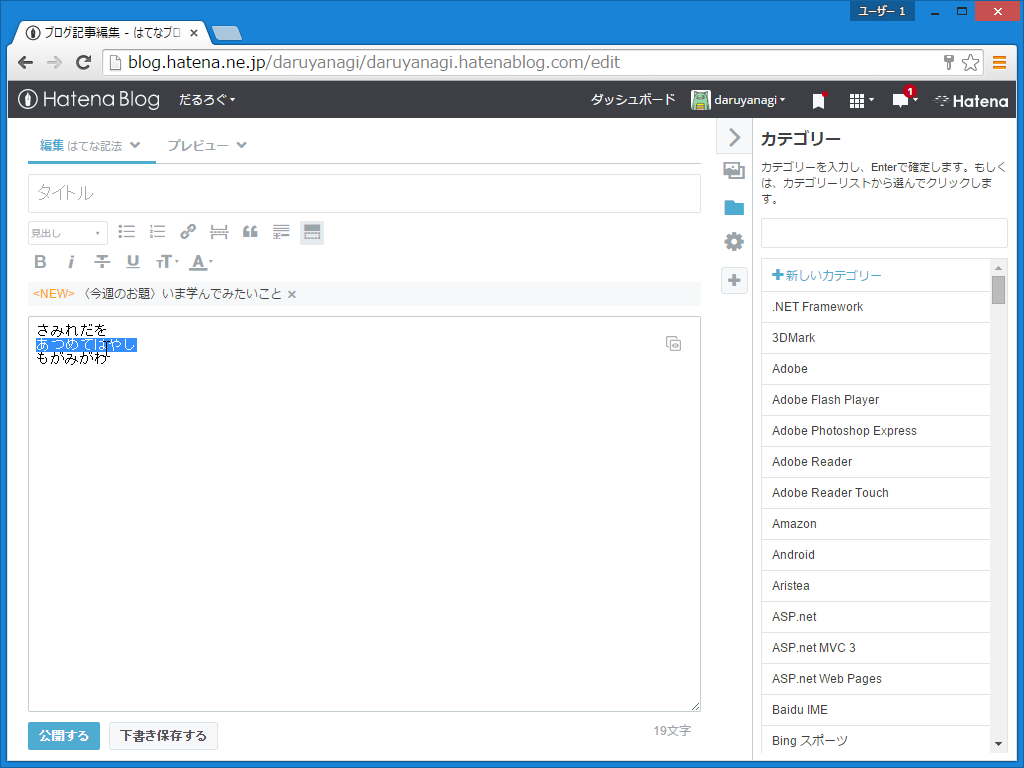 ユーザー 1
ブログ記事編集 - はてなブロ
blog.hatena.ne.jp/daruyanagi/daruyanagi.hatenablog.com/edit
Hatena Blog だるろぐ ダッシュボード daruyanagi 1 Hatena
編集 はてな記法 プレビュー
タイトル
見出し
B i T U TT A
<NEW> 〈今週のお題〉いま学んでみたいこと ×
さみれだを
あつめてはやし
もがみがわ
公開する 下書き保存する 19文字
カテゴリー
カテゴリーを入力し、Enterで確定します。もしく
は、カテゴリーリストから選んでクリックしま
す。
+新しいカテゴリー
.NET Framework
3DMark
Adobe
Adobe Flash Player
Adobe Photoshop Express
Adobe Reader
Adobe Reader Touch
Amazon
Android
Aristea
ASP.net
ASP.net MVC 3
ASP.net Web Pages
Baidu IME
Bing スポーツ